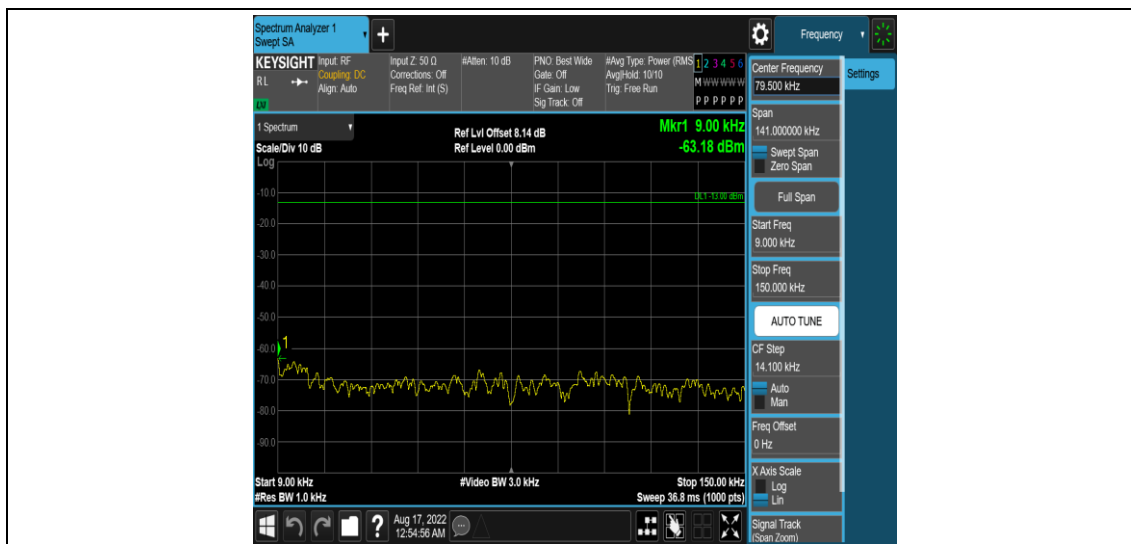 Spectrum Analyzer 1
Swept SA
+
Frequency
KEYSIGHT
RL
LXI
Input: RF
Coupling: DC
Align: Auto
Input Z: 50 Ω
Corrections: Off
Freq Ref: Int (S)
#Atten: 10 dB
PNO: Best Wide
Gate: Off
IF Gain: Low
Sig Track: Off
#Avg Type: Power (RMS
Avg|Hold: 10/10
Trig: Free Run
1 2 3 4 5 6
M W W W W W
P P P P P P
1 Spectrum
Scale/Div 10 dB
Ref Lvl Offset 8.14 dB
Ref Level 0.00 dBm
Mkr1 9.00 kHz
-63.18 dBm
Log
-10.0
DL1 -13.00 dBm
-20.0
-30.0
-40.0
-50.0
-60.0
1
-70.0
-80.0
-90.0
Start 9.00 kHz
#Video BW 3.0 kHz
Stop 150.00 kHz
#Res BW 1.0 kHz
Sweep 36.8 ms (1000 pts)
?
Aug 17, 2022
12:54:56 AM
Center Frequency
79.500 kHz
Settings
Span
141.000000 kHz
Swept Span
Zero Span
Full Span
Start Freq
9.000 kHz
Stop Freq
150.000 kHz
AUTO TUNE
CF Step
14.100 kHz
Auto
Man
Freq Offset
0 Hz
X Axis Scale
Log
Lin
Signal Track
(Span Zoom)